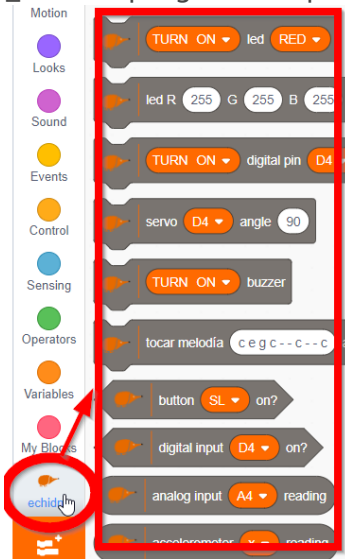 Motion
Looks
Sound
Events
Control
Sensing
Operators
Variables
My Blocks
TURN ON led RED
led R 255 G 255 B 255
TURN ON digital pin D4
servo D4 angle 90
TURN ON buzzer
tocar melodía c e g c - - c - - c
button SL on?
digital input D4 on?
analog input A4 reading
accelerometer x reading